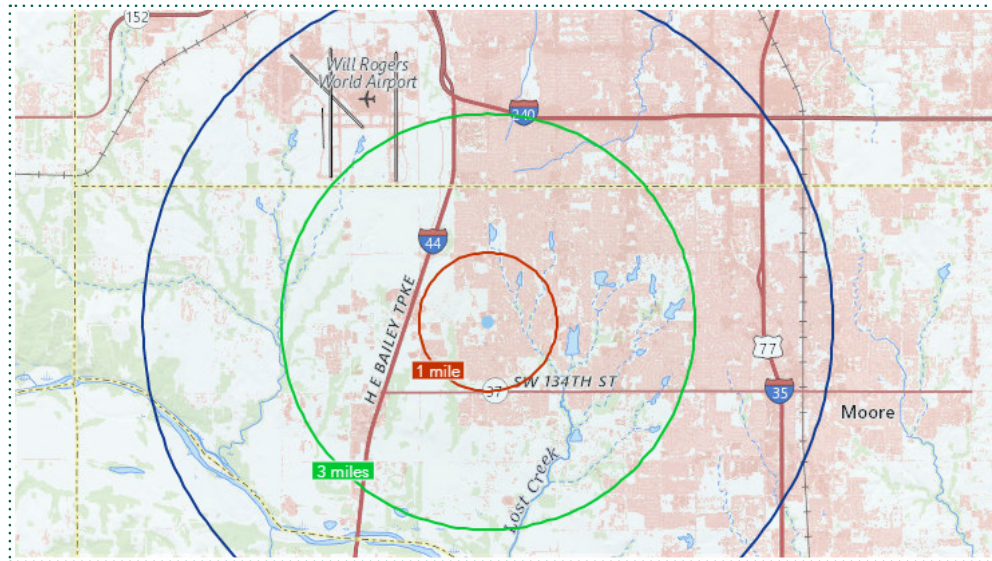 152
Will Rogers
World Airport
240
44
H E BAILEY TPKE
77
1 mile
SW 134TH ST
37
35
Moore
3 miles
Lost Creek